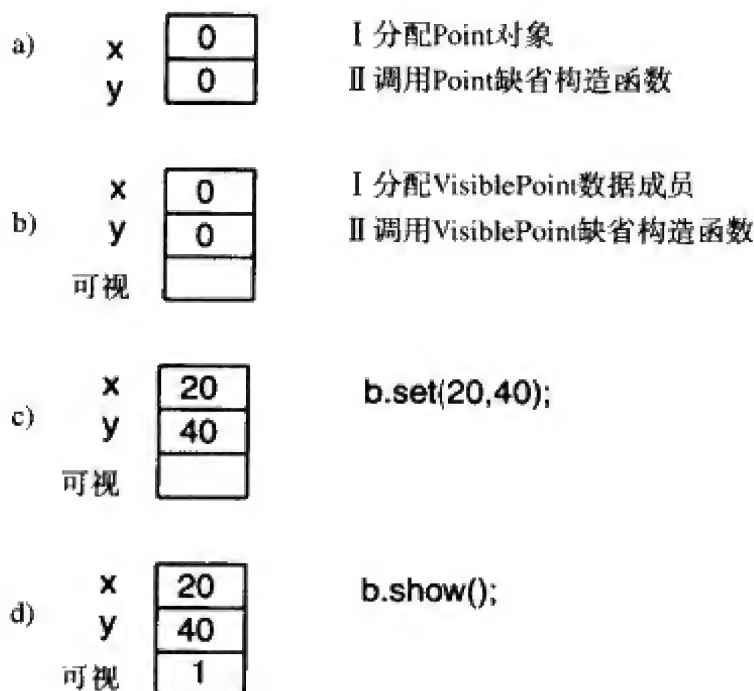 a) x 0 Ⅰ 分配Point对象
y 0 Ⅱ 调用Point缺省构造函数
x 0 Ⅰ 分配VisiblePoint数据成员
b) y 0 Ⅱ 调用VisiblePoint缺省构造函数
可视
x 20 b.set(20,40);
c) y 40
可视
x 20 b.show();
d) y 40
可视 1